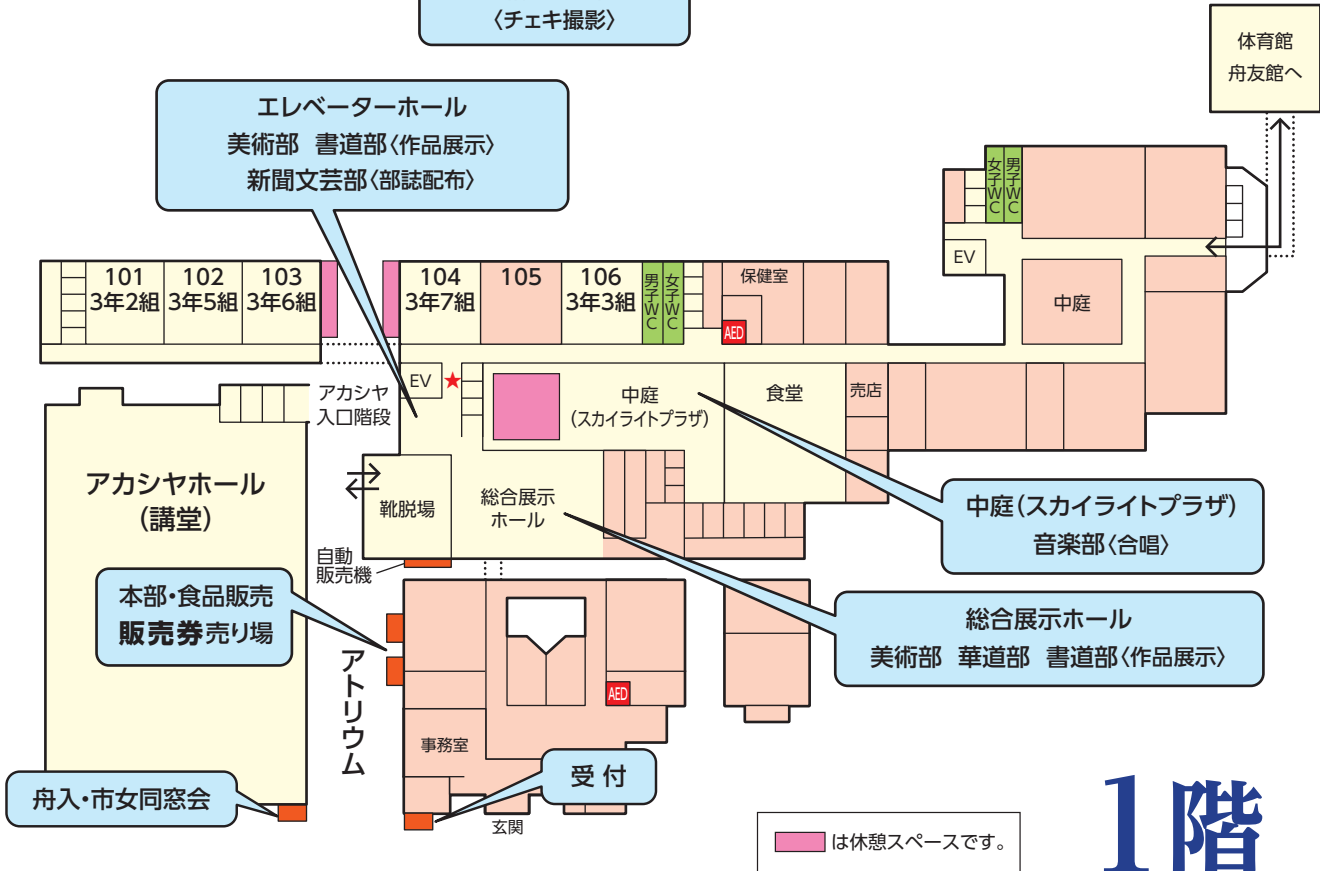 〈チェキ撮影〉
体育館
舟友館へ
エレベーターホール
美術部 書道部〈作品展示〉
新聞文芸部〈部誌配布〉
女子WC
男子WC
EV
中庭
101
3年2組
102
3年5組
103
3年6組
104
3年7組
105
106
3年3組
男子WC
女子WC
保健室
AED
アカシヤ
入口階段
EV
★
中庭
(スカイライトプラザ)
食堂
売店
アカシヤホール
(講堂)
靴脱場
総合展示
ホール
自動
販売機
中庭(スカイライトプラザ)
音楽部〈合唱〉
本部・食品販売
販売券売り場
総合展示ホール
美術部 華道部 書道部〈作品展示〉
アトリウム
AED
事務室
受付
舟入・市女同窓会
玄関
は休憩スペースです。
1階